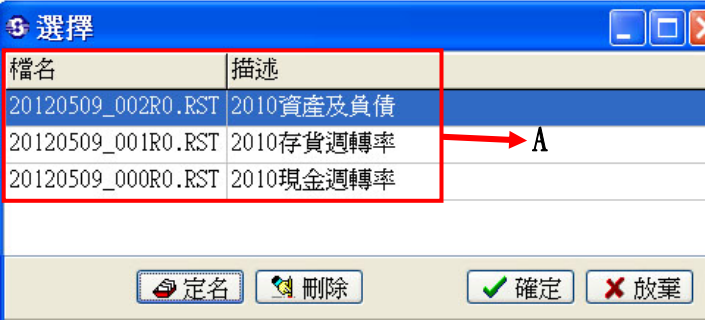 選擇
檔名 描述
20120509_002R0.RST 2010資產及負債
20120509_001R0.RST 2010存貨週轉率
A
20120509_000R0.RST 2010現金週轉率
定名 刪除 確定 放棄